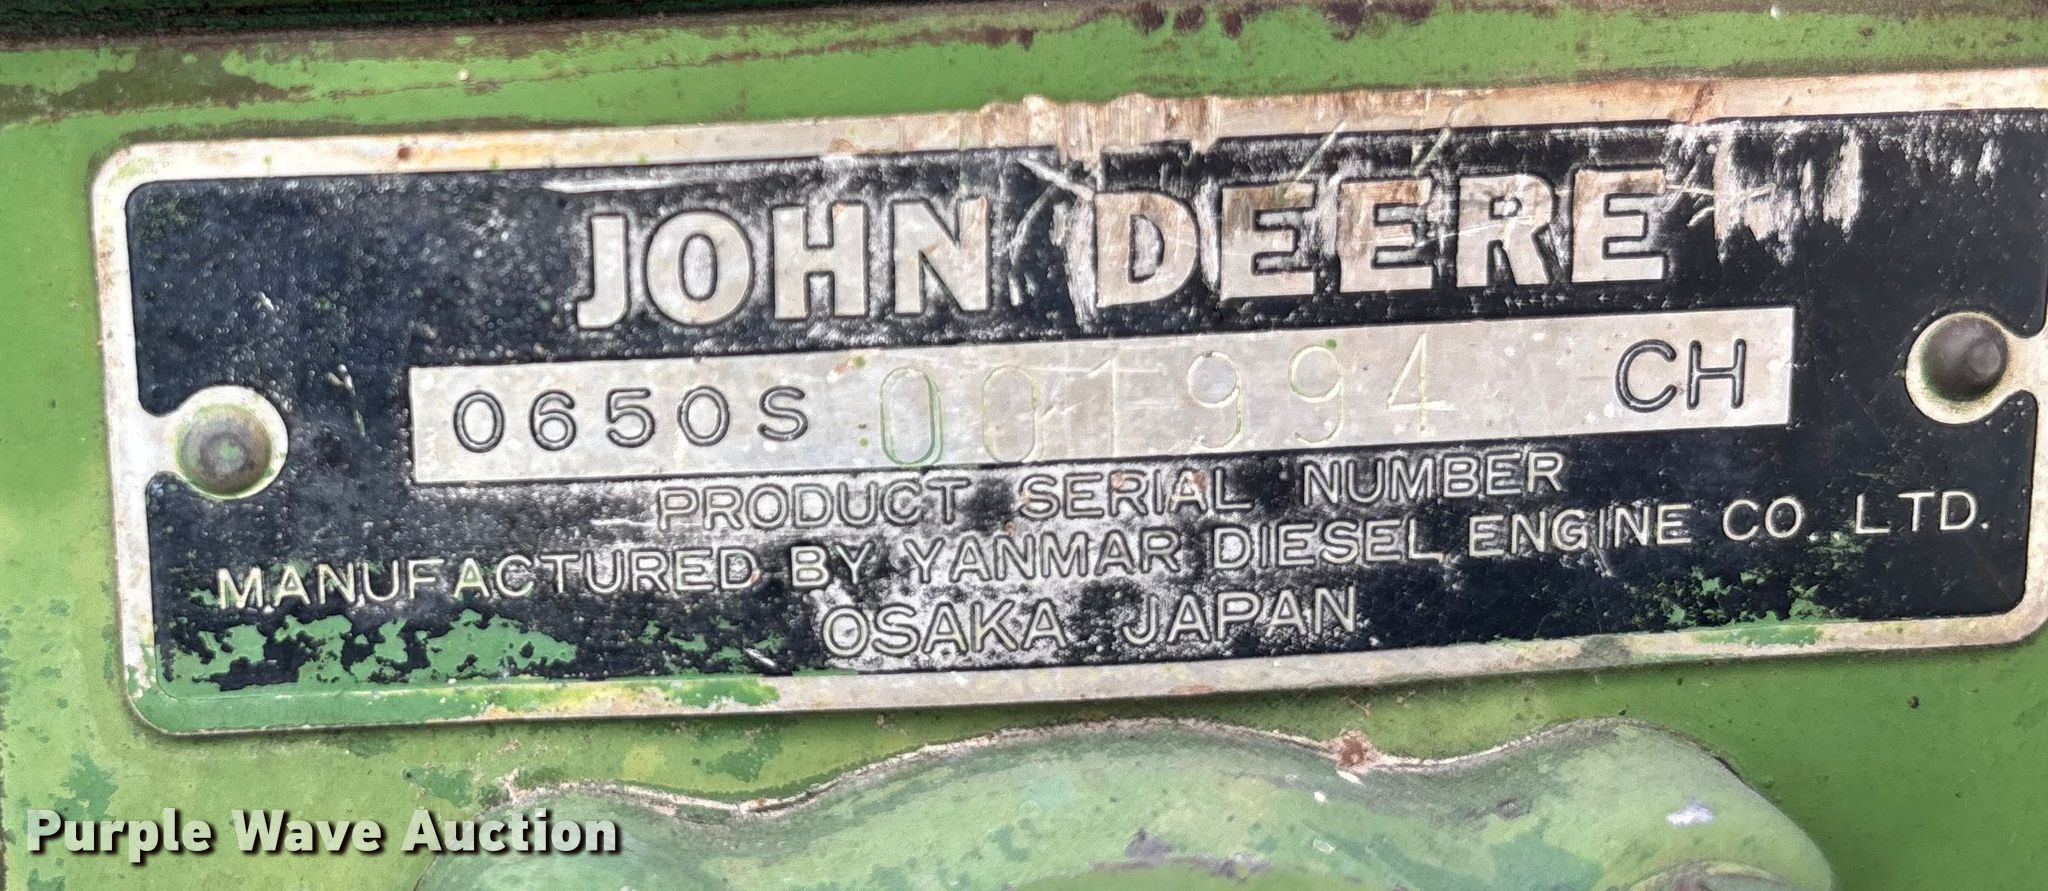 JOHN DEERE
0650S 001994 CH
PRODUCT SERIAL NUMBER
MANUFACTURED BY YANMAR DIESEL ENGINE CO., LTD.
OSAKA JAPAN
Purple Wave Auction